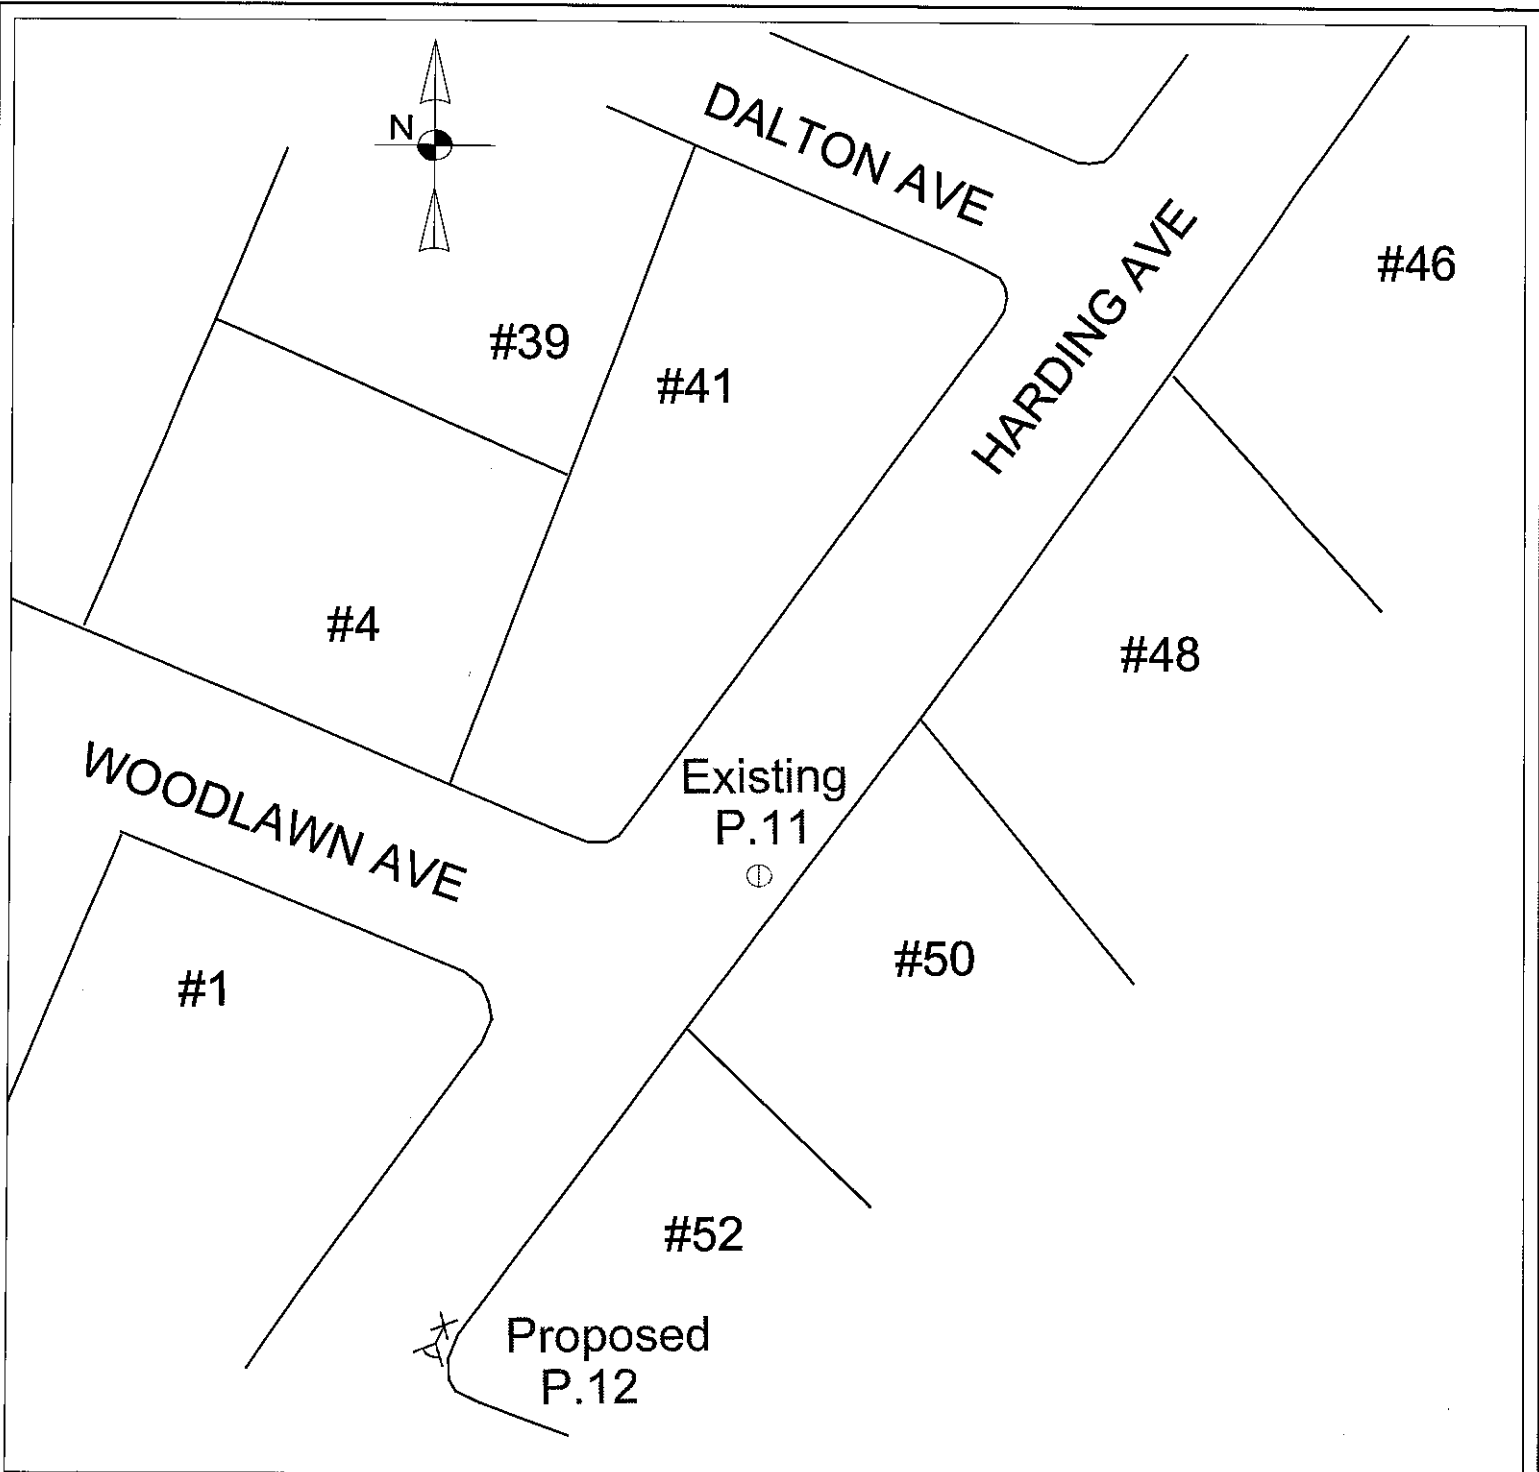 DALTON AVE
N
HARDING AVE
#46
#39
#41
#4
#48
WOODLAWN AVE
Existing
P.11
#50
#1
#52
Proposed
P.12